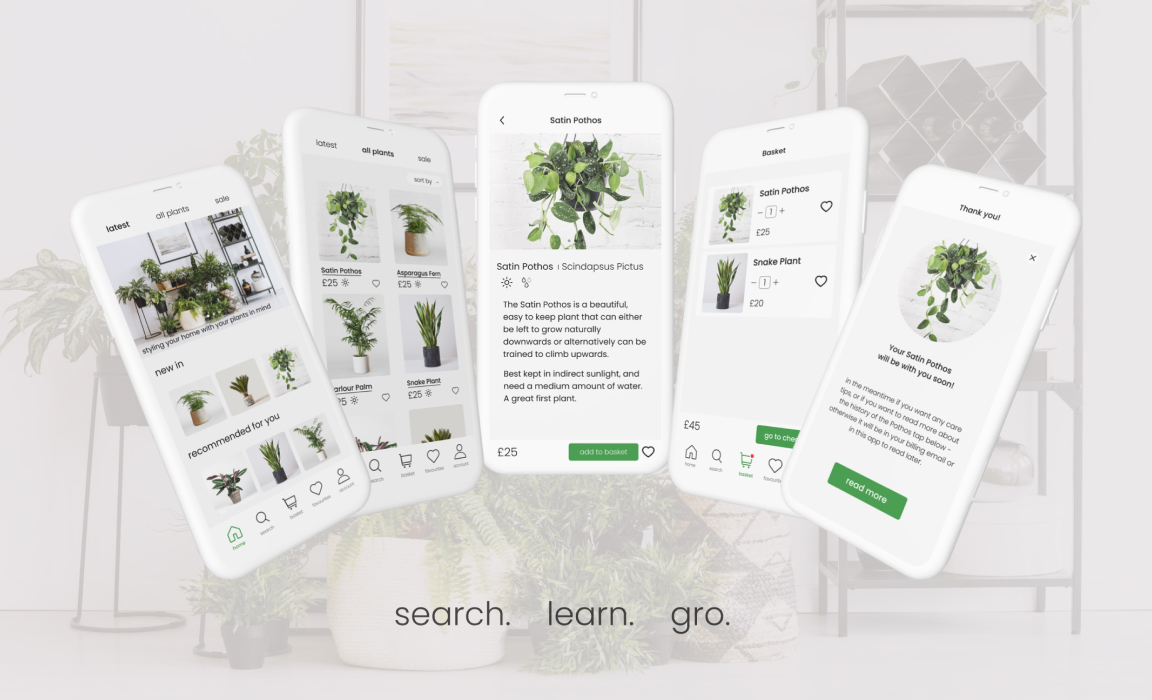 latest
all plants
sale
styling your home with your plants in mind
new in
recommended for you
home
search
basket
favourites
account
latest
all plants
sale
sort by
Satin Pothos
£25
Asparagus Fern
£25
arlour Palm
25
Snake Plant
£25
search
basket
favourites
account
Satin Pothos
Satin Pothos | Scindapsus Pictus
The Satin Pothos is a beautiful,
easy to keep plant that can either
be left to grow naturally
downwards or alternatively can be
trained to climb upwards.
Best kept in indirect sunlight, and
need a medium amount of water.
A great first plant.
£25
add to basket
Basket
Satin Pothos
− 1 +
£25
Snake Plant
− 1 +
£20
£45
go to chec
home
search
basket
favouri
Thank you!
Your Satin Pothos
will be with you soon!
In the meantime if you want any care
tips, or if you want to read more about
the history of the Pothos tap below -
otherwise it will be in your billing email or
in this app to read later.
read more
search. learn. gro.